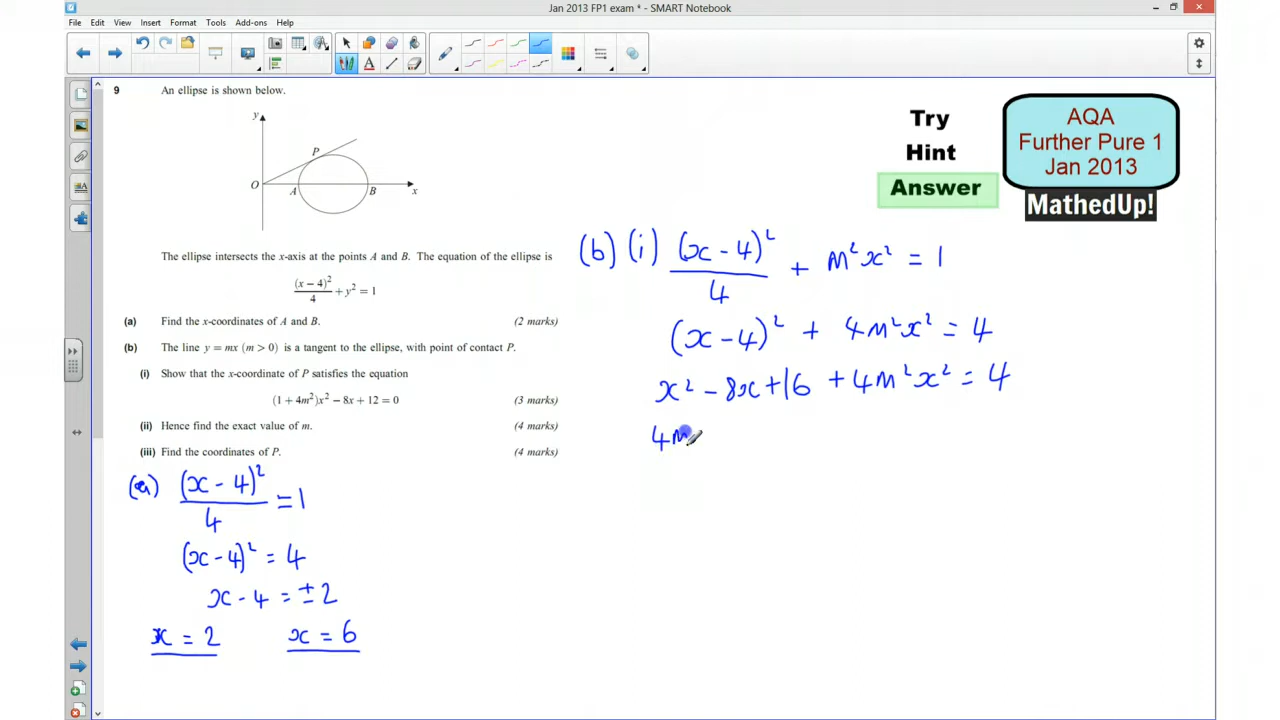 Jan 2013 FP1 exam * - SMART Notebook
File Edit View Insert Format Tools Add-ons Help
9 An ellipse is shown below.
y
P
O
A
B
x
The ellipse intersects the x-axis at the points A and B. The equation of the ellipse is
(x − 4)²/4 + y² = 1
(a) Find the x-coordinates of A and B. (2 marks)
(b) The line y = mx (m > 0) is a tangent to the ellipse, with point of contact P.
(i) Show that the x-coordinate of P satisfies the equation
(1 + 4m²)x² − 8x + 12 = 0 (3 marks)
(ii) Hence find the exact value of m. (4 marks)
(iii) Find the coordinates of P. (4 marks)
(a) (x - 4)²/4 = 1
(x - 4)² = 4
x - 4 = ± 2
x = 2 x = 6
Try
Hint
Answer
AQA
Further Pure 1
Jan 2013
MathedUp!
(b) (i) (x - 4)²/4 + m²x² = 1
(x - 4)² + 4m²x² = 4
x² - 8x + 16 + 4m²x² = 4
4m